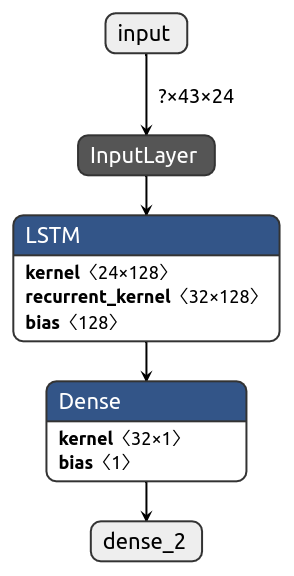 input
?×43×24
InputLayer
LSTM
kernel〈24×128〉
recurrent_kernel〈32×128〉
bias〈128〉
Dense
kernel〈32×1〉
bias〈1〉
dense_2